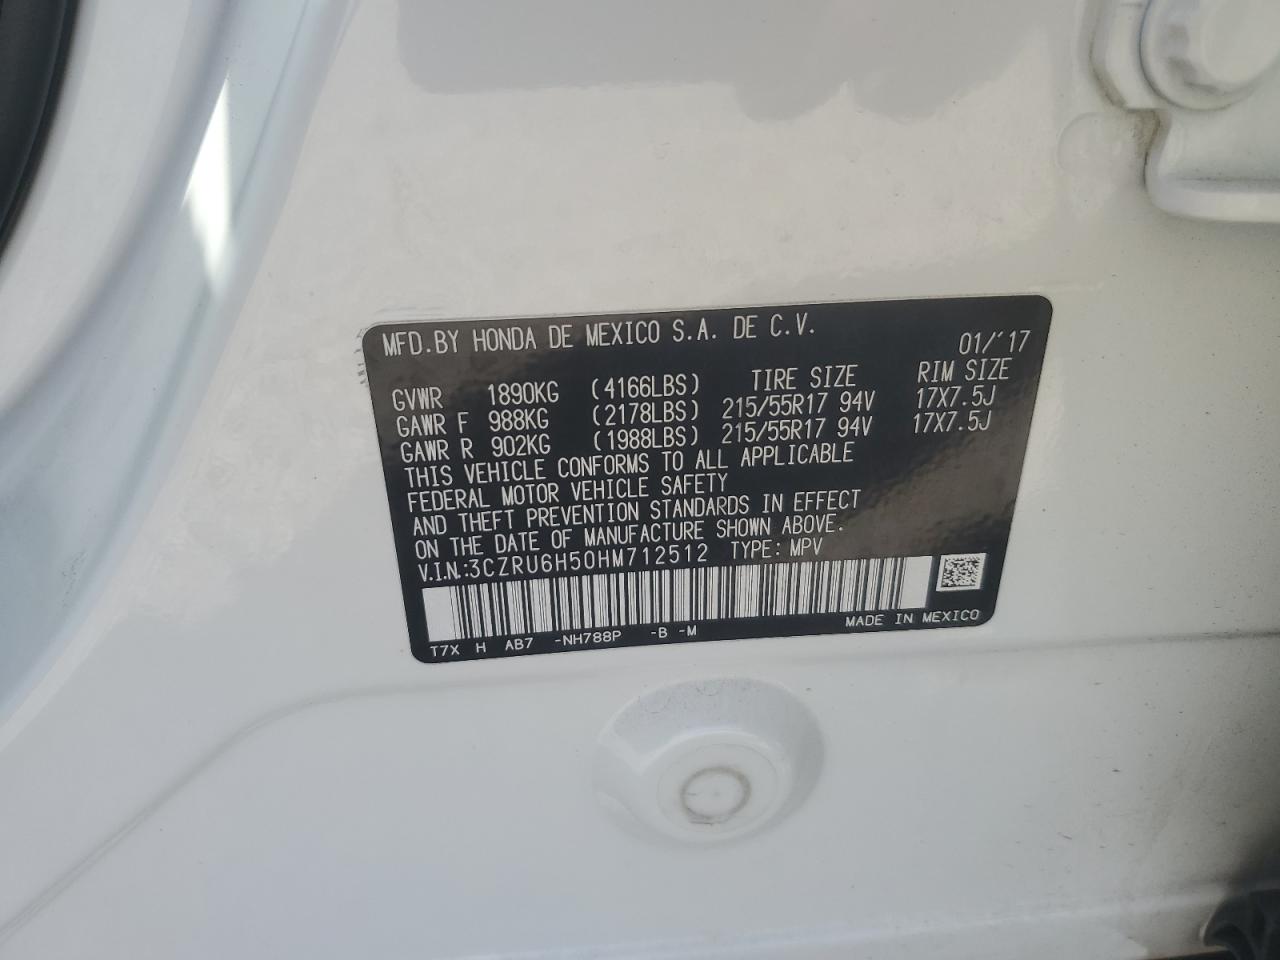 MFD.BY HONDA DE MEXICO S.A. DE C.V. 01/'17
GVWR 1890KG (4166LBS) TIRE SIZE RIM SIZE
GAWR F 988KG (2178LBS) 215/55R17 94V 17X7.5J
GAWR R 902KG (1988LBS) 215/55R17 94V 17X7.5J
THIS VEHICLE CONFORMS TO ALL APPLICABLE
FEDERAL MOTOR VEHICLE SAFETY
AND THEFT PREVENTION STANDARDS IN EFFECT
ON THE DATE OF MANUFACTURE SHOWN ABOVE.
V.I.N.:3CZRU6H50HM712512 TYPE: MPV
T7X H AB7 -NH788P -B -M MADE IN MEXICO